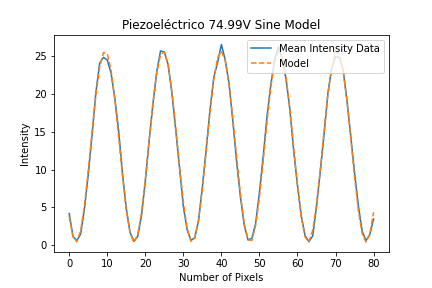 Piezoeléctrico 74.99V Sine Model
Mean Intensity Data
Model
Intensity
25
20
15
10
5
0
0 10 20 30 40 50 60 70 80
Number of Pixels